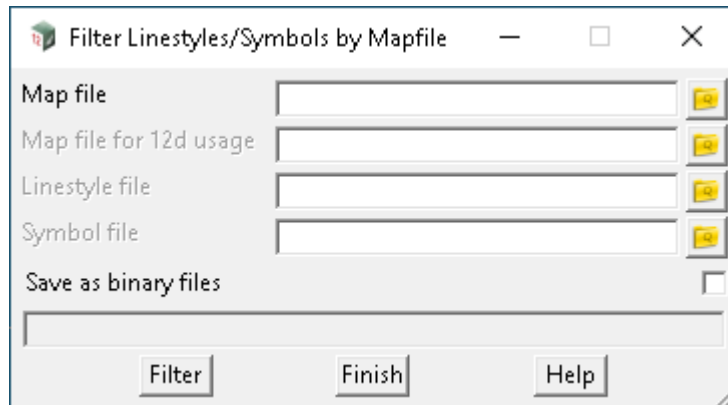 Filter Linestyles/Symbols by Mapfile
Map file
Map file for 12d usage
Linestyle file
Symbol file
Save as binary files
Filter Finish Help